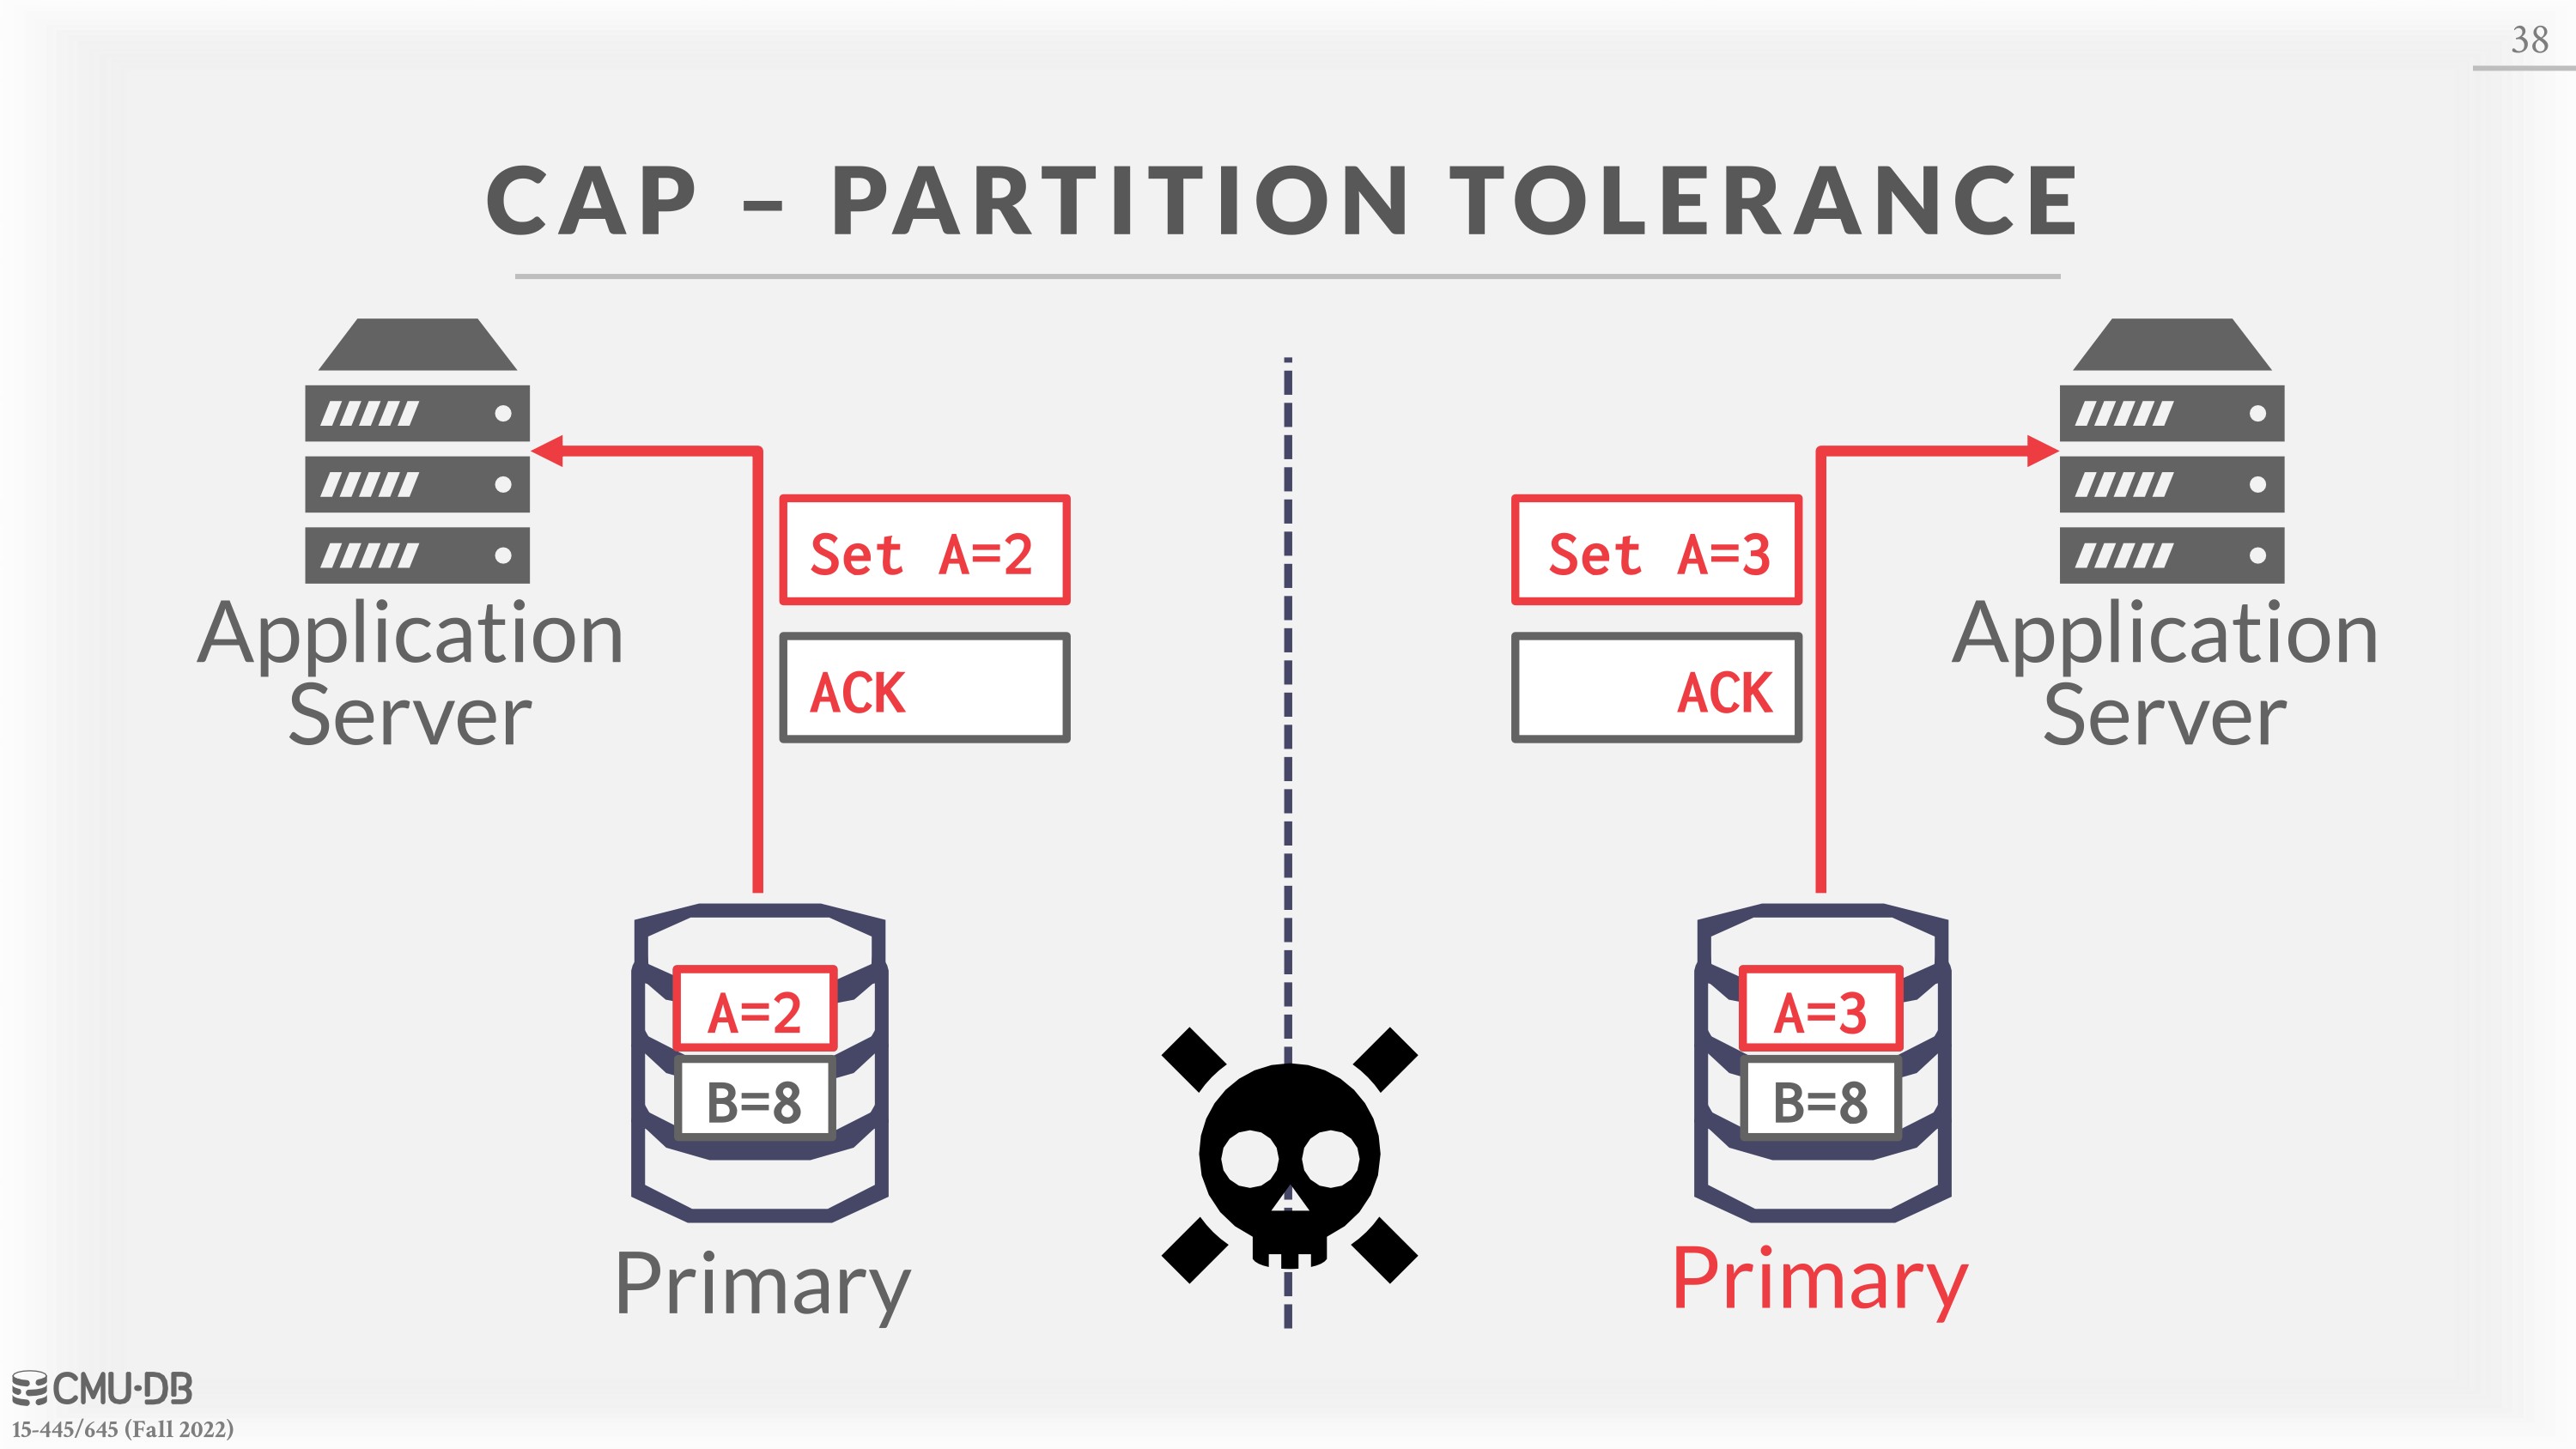 38
CAP – PARTITION TOLERANCE
Set A=2
ACK
Set A=3
ACK
Application
Server
Application
Server
A=2
B=8
A=3
B=8
Primary
Primary
CMU·DB
15-445/645 (Fall 2022)